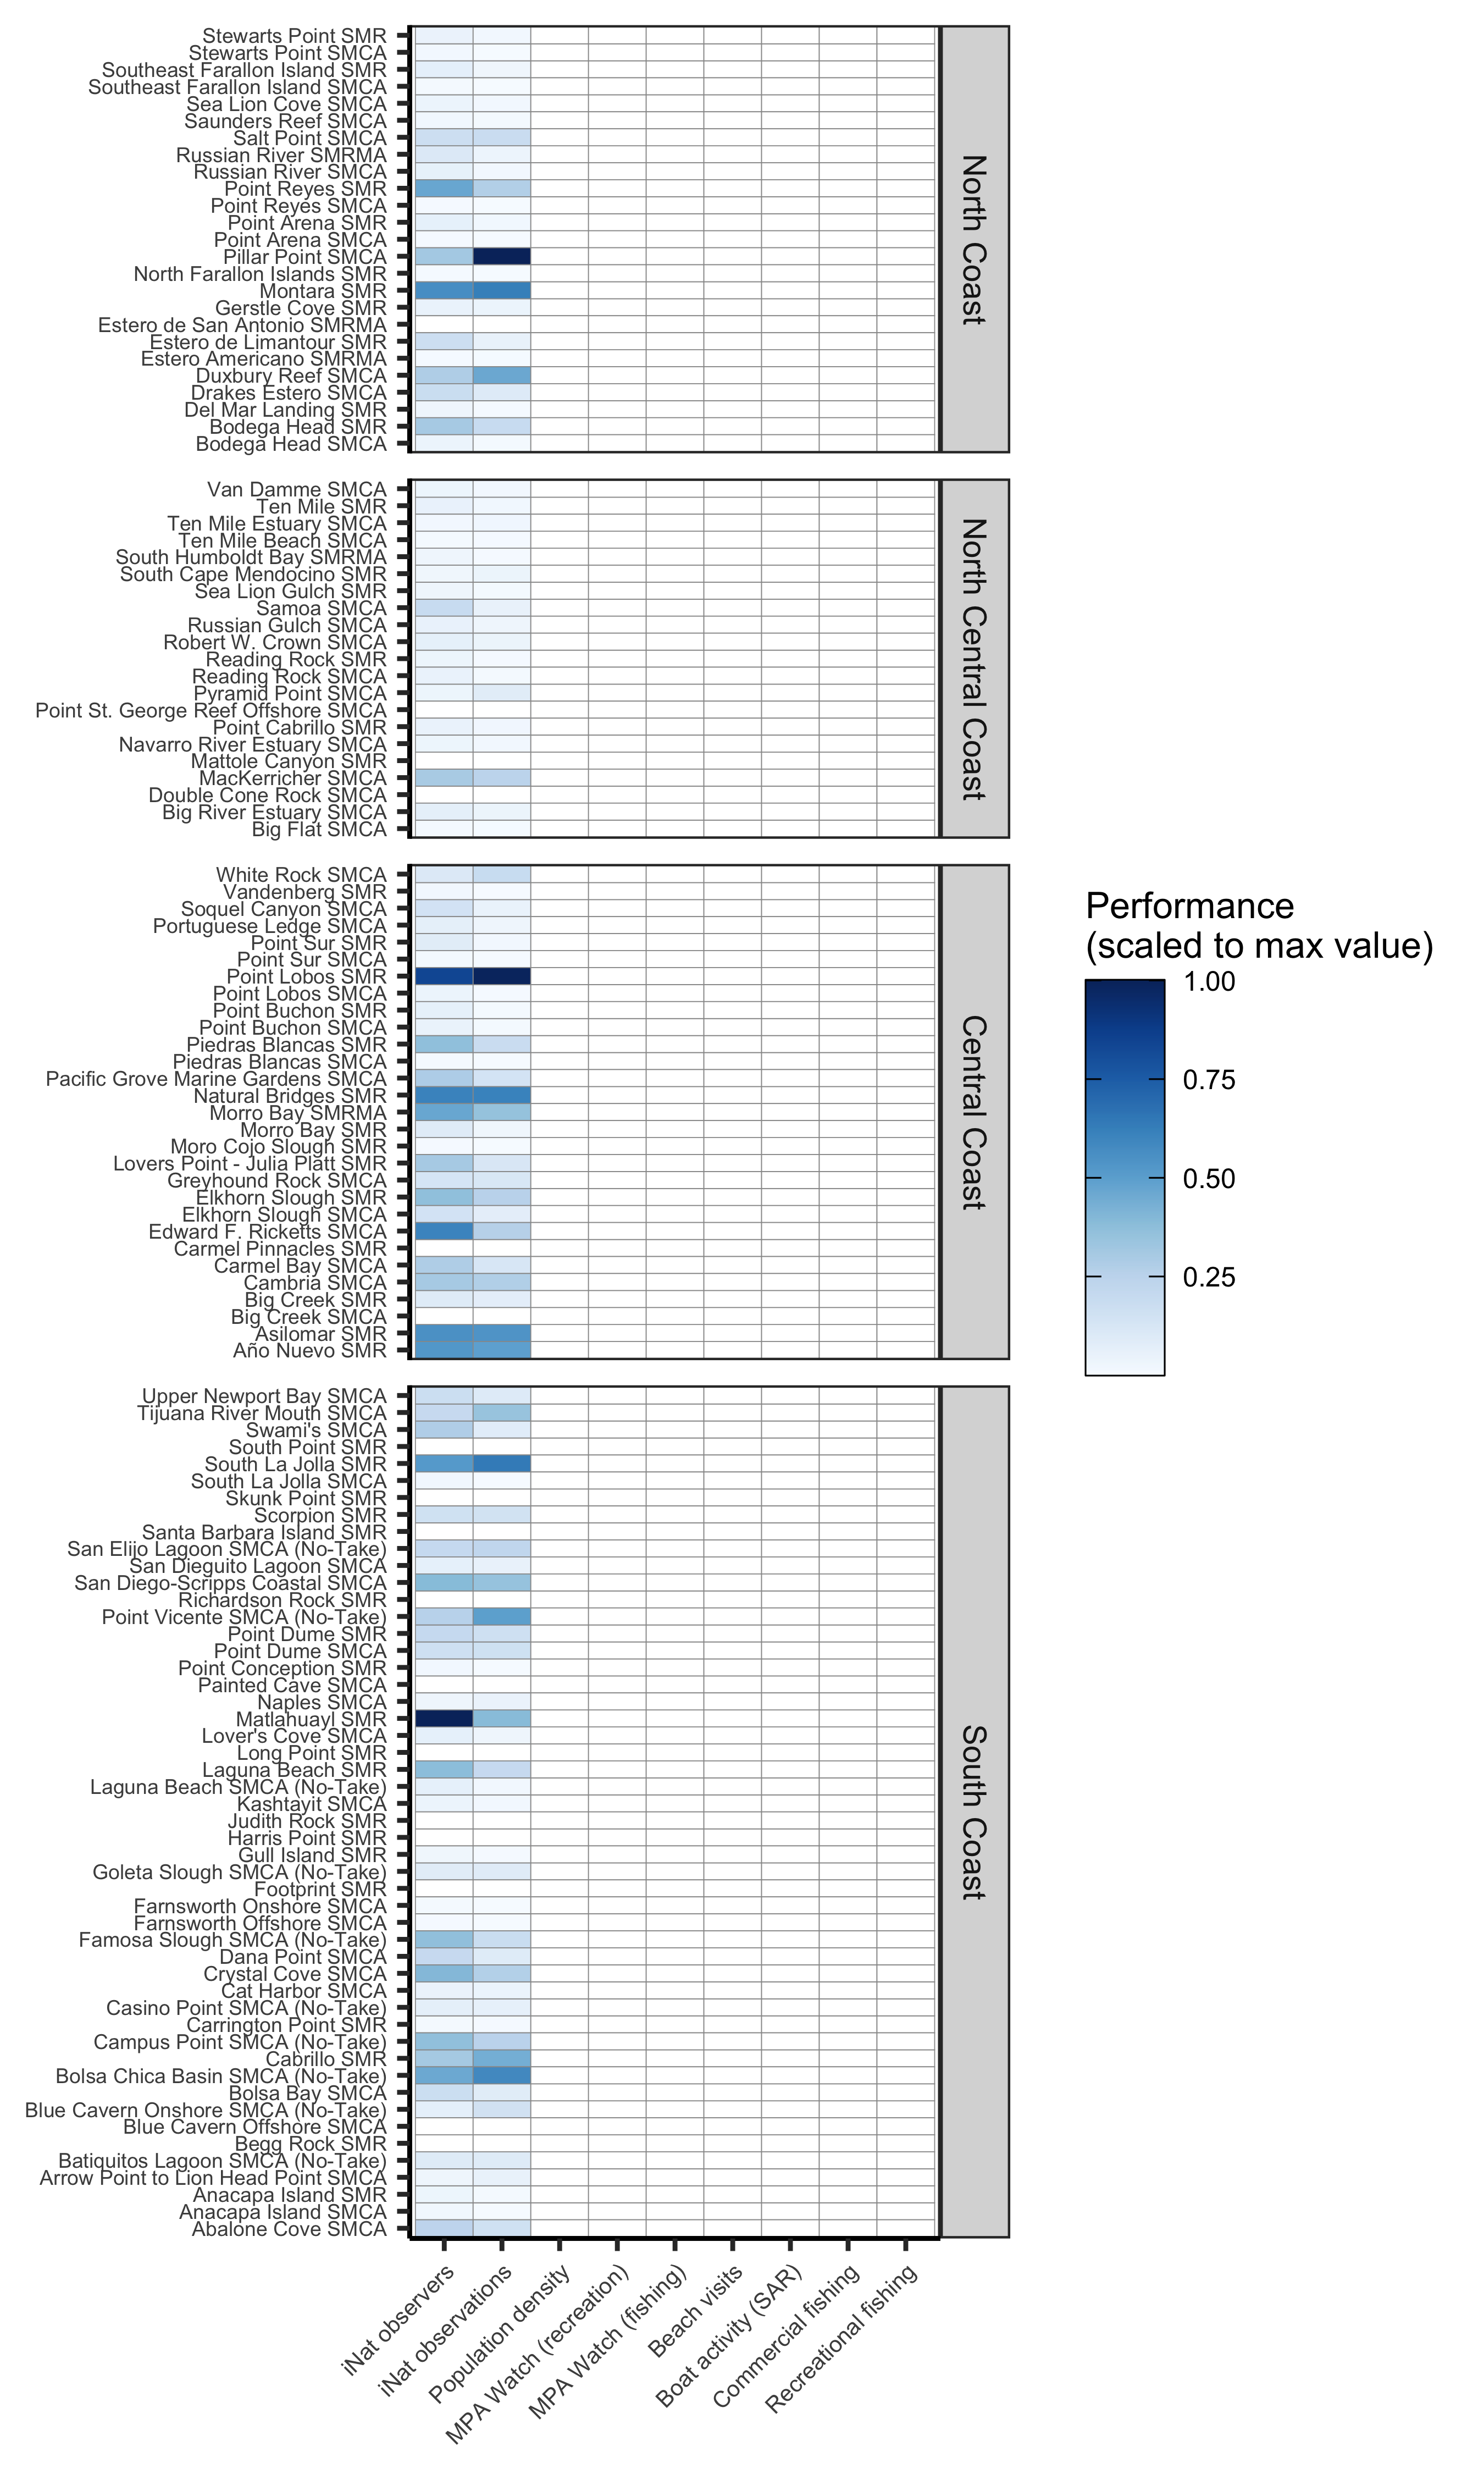 Stewarts Point SMR
Stewarts Point SMCA
Southeast Farallon Island SMR
Southeast Farallon Island SMCA
Sea Lion Cove SMCA
Saunders Reef SMCA
Salt Point SMCA
Russian River SMRMA
Russian River SMCA
Point Reyes SMR
Point Reyes SMCA
Point Arena SMR
Point Arena SMCA
Pillar Point SMCA
North Farallon Islands SMR
Montara SMR
Gerstle Cove SMR
Estero de San Antonio SMRMA
Estero de Limantour SMR
Estero Americano SMRMA
Duxbury Reef SMCA
Drakes Estero SMCA
Del Mar Landing SMR
Bodega Head SMR
Bodega Head SMCA
North Coast
Van Damme SMCA
Ten Mile SMR
Ten Mile Estuary SMCA
Ten Mile Beach SMCA
South Humboldt Bay SMRMA
South Cape Mendocino SMR
Sea Lion Gulch SMR
Samoa SMCA
Russian Gulch SMCA
Robert W. Crown SMCA
Reading Rock SMR
Reading Rock SMCA
Pyramid Point SMCA
Point St. George Reef Offshore SMCA
Point Cabrillo SMR
Navarro River Estuary SMCA
Mattole Canyon SMR
MacKerricher SMCA
Double Cone Rock SMCA
Big River Estuary SMCA
Big Flat SMCA
North Central Coast
White Rock SMCA
Vandenberg SMR
Soquel Canyon SMCA
Portuguese Ledge SMCA
Point Sur SMR
Point Sur SMCA
Point Lobos SMR
Point Lobos SMCA
Point Buchon SMR
Point Buchon SMCA
Piedras Blancas SMR
Piedras Blancas SMCA
Pacific Grove Marine Gardens SMCA
Natural Bridges SMR
Morro Bay SMRMA
Morro Bay SMR
Moro Cojo Slough SMR
Lovers Point - Julia Platt SMR
Greyhound Rock SMCA
Elkhorn Slough SMR
Elkhorn Slough SMCA
Edward F. Ricketts SMCA
Carmel Pinnacles SMR
Carmel Bay SMCA
Cambria SMCA
Big Creek SMR
Big Creek SMCA
Asilomar SMR
Año Nuevo SMR
Central Coast
Upper Newport Bay SMCA
Tijuana River Mouth SMCA
Swami's SMCA
South Point SMR
South La Jolla SMR
South La Jolla SMCA
Skunk Point SMR
Scorpion SMR
Santa Barbara Island SMR
San Elijo Lagoon SMCA (No-Take)
San Dieguito Lagoon SMCA
San Diego-Scripps Coastal SMCA
Richardson Rock SMR
Point Vicente SMCA (No-Take)
Point Dume SMR
Point Dume SMCA
Point Conception SMR
Painted Cave SMCA
Naples SMCA
Matlahuayl SMR
Lover's Cove SMCA
Long Point SMR
Laguna Beach SMR
Laguna Beach SMCA (No-Take)
Kashtayit SMCA
Judith Rock SMR
Harris Point SMR
Gull Island SMR
Goleta Slough SMCA (No-Take)
Footprint SMR
Farnsworth Onshore SMCA
Farnsworth Offshore SMCA
Famosa Slough SMCA (No-Take)
Dana Point SMCA
Crystal Cove SMCA
Cat Harbor SMCA
Casino Point SMCA (No-Take)
Carrington Point SMR
Campus Point SMCA (No-Take)
Cabrillo SMR
Bolsa Chica Basin SMCA (No-Take)
Bolsa Bay SMCA
Blue Cavern Onshore SMCA (No-Take)
Blue Cavern Offshore SMCA
Begg Rock SMR
Batiquitos Lagoon SMCA (No-Take)
Arrow Point to Lion Head Point SMCA
Anacapa Island SMR
Anacapa Island SMCA
Abalone Cove SMCA
South Coast
iNat observers
iNat observations
Population density
MPA Watch (recreation)
MPA Watch (fishing)
Beach visits
Boat activity (SAR)
Commercial fishing
Recreational fishing
Performance
(scaled to max value)
1.00
0.75
0.50
0.25